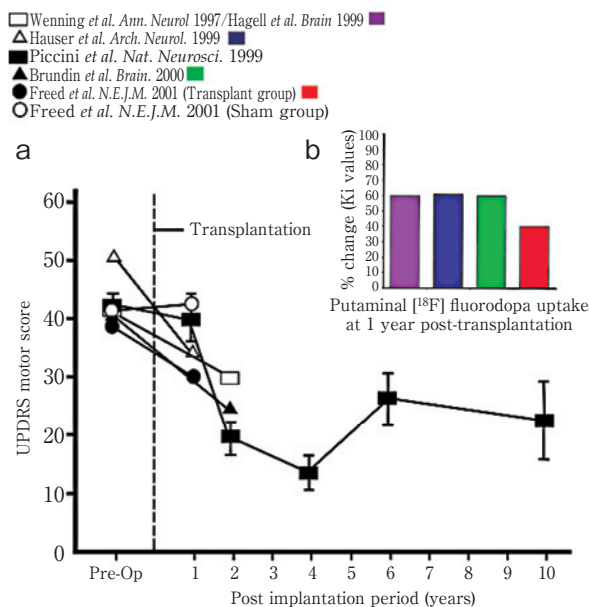 Wenning et al. Ann. Neurol 1997/Hagell et al. Brain 1999
Hauser et al. Arch. Neurol. 1999
Piccini et al. Nat. Neurosci. 1999
Brundin et al. Brain. 2000
Freed et al. N.E.J.M. 2001 (Transplant group)
Freed et al. N.E.J.M. 2001 (Sham group)
a
60
50
40
30
20
10
0
UPDRS motor score
Transplantation
Pre-Op 1 2 3 4 5 6 7 8 9 10
Post implantation period (years)
b
100
90
80
70
60
50
40
30
20
10
0
% change (Ki values)
Putaminal [¹⁸F] fluorodopa uptake
at 1 year post-transplantation